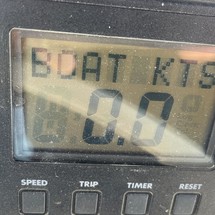 BOAT KTS
0.0
SPEED TRIP TIMER RESET